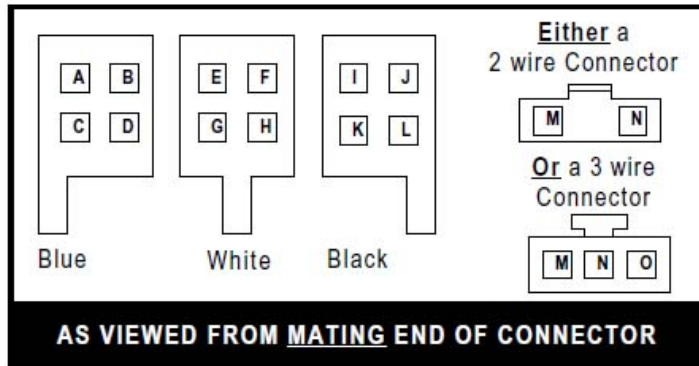 A B
C D
Blue
E F
G H
White
I J
K L
Black
Either a
2 wire Connector
M N
Or a 3 wire
Connector
M N O
AS VIEWED FROM MATING END OF CONNECTOR